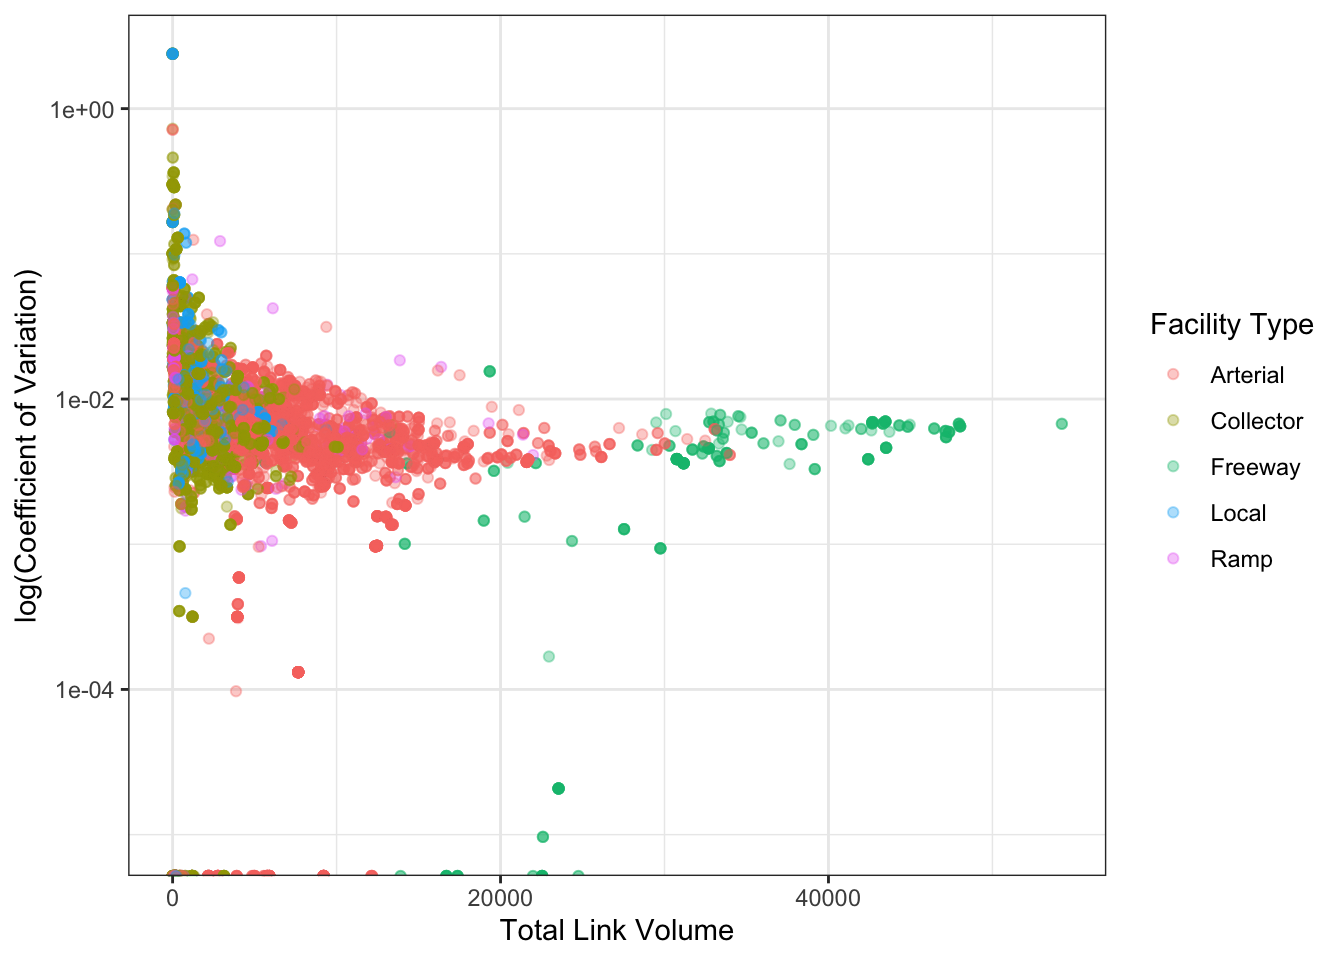 log(Coefficient of Variation)
1e+00
1e-02
1e-04
0
20000
40000
Total Link Volume
Facility Type
Arterial
Collector
Freeway
Local
Ramp